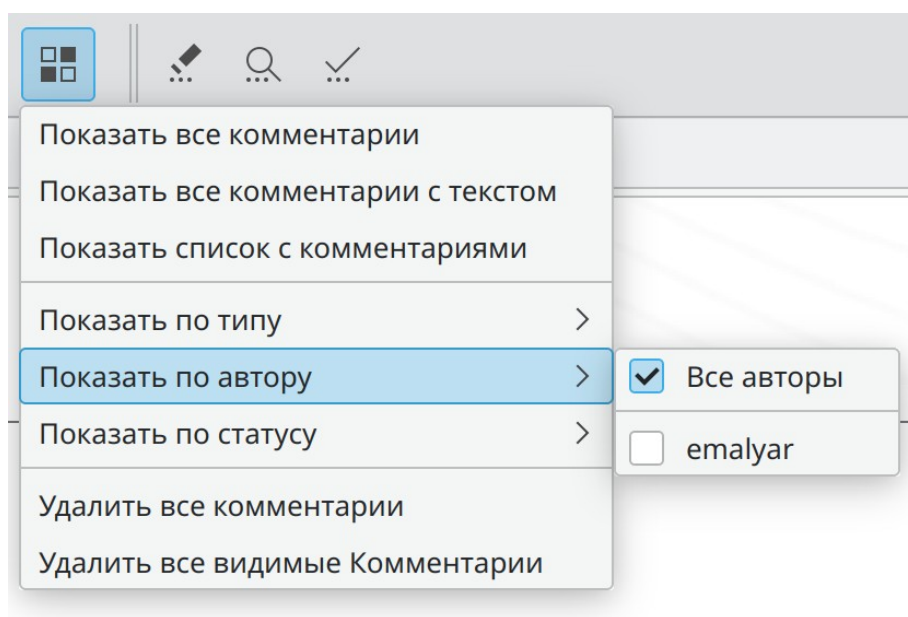 Показать все комментарии
Показать все комментарии с текстом
Показать список с комментариями
Показать по типу
Показать по автору
Все авторы
Показать по статусу
emalyar
Удалить все комментарии
Удалить все видимые Комментарии